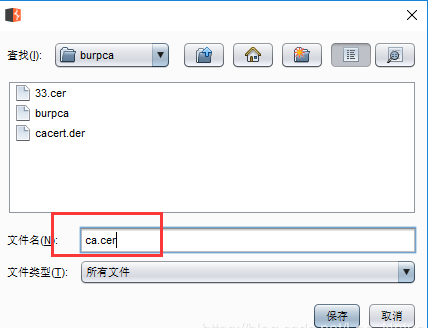 查找(I):
burpca
33.cer
burpca
cacert.der
文件名(N):
ca.cer
文件类型(T):
所有文件
保存
取消